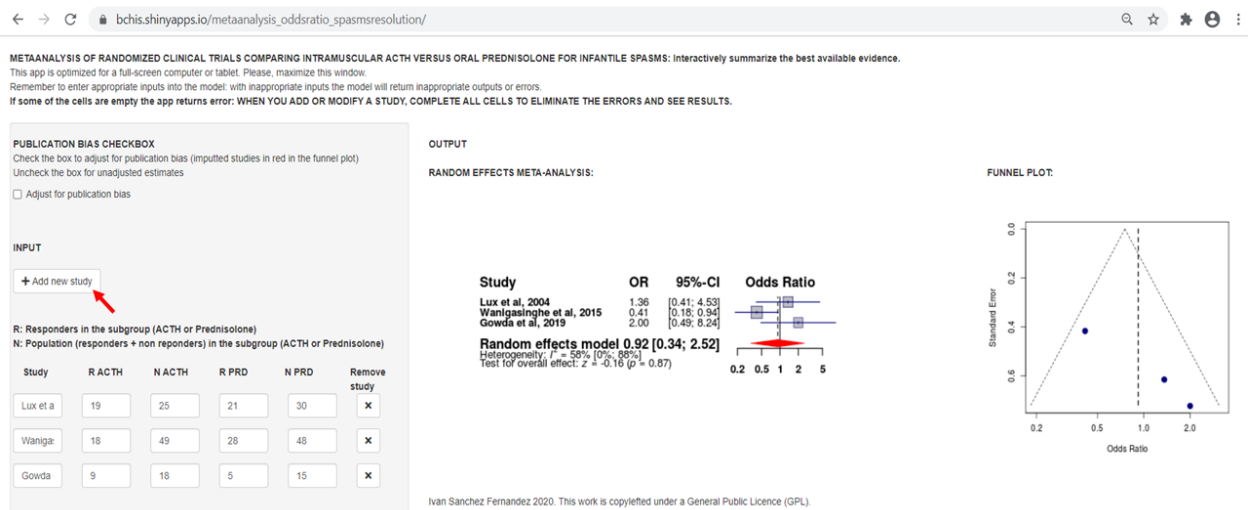 bchis.shinyapps.io/metaanalysis_oddsratio_spasmsresolution/
METAANALYSIS OF RANDOMIZED CLINICAL TRIALS COMPARING INTRAMUSCULAR ACTH VERSUS ORAL PREDNISOLONE FOR INFANTILE SPASMS: Interactively summarize the best available evidence.
This app is optimized for a full-screen computer or tablet. Please, maximize this window.
Remember to enter appropriate inputs into the model: with inappropriate inputs the model will return inappropriate outputs or errors.
If some of the cells are empty the app returns error: WHEN YOU ADD OR MODIFY A STUDY, COMPLETE ALL CELLS TO ELIMINATE THE ERRORS AND SEE RESULTS.
PUBLICATION BIAS CHECKBOX
Check the box to adjust for publication bias (imputted studies in red in the funnel plot)
Uncheck the box for unadjusted estimates
Adjust for publication bias
INPUT
+ Add new study
R: Responders in the subgroup (ACTH or Prednisolone)
N: Population (responders + non reponders) in the subgroup (ACTH or Prednisolone)
Study R ACTH N ACTH R PRD N PRD Remove study
Lux et a 19 25 21 30 x
Waniga 18 49 28 48 x
Gowda 9 18 5 15 x
OUTPUT
RANDOM EFFECTS META-ANALYSIS:
Study OR 95%-CI Odds Ratio
Lux et al, 2004 1.36 [0.41; 4.53]
Wanigasinghe et al, 2015 0.41 [0.18; 0.94]
Gowda et al, 2019 2.00 [0.49; 8.24]
Random effects model 0.92 [0.34; 2.52]
Heterogeneity: I² = 58% [0%; 88%]
Test for overall effect: z = -0.16 (p = 0.87)
0.2 0.5 1 2 5
FUNNEL PLOT:
Standard Error
0.0
0.2
0.4
0.6
0.2 0.5 1.0 2.0
Odds Ratio
Ivan Sanchez Fernandez 2020. This work is copylefted under a General Public Licence (GPL).